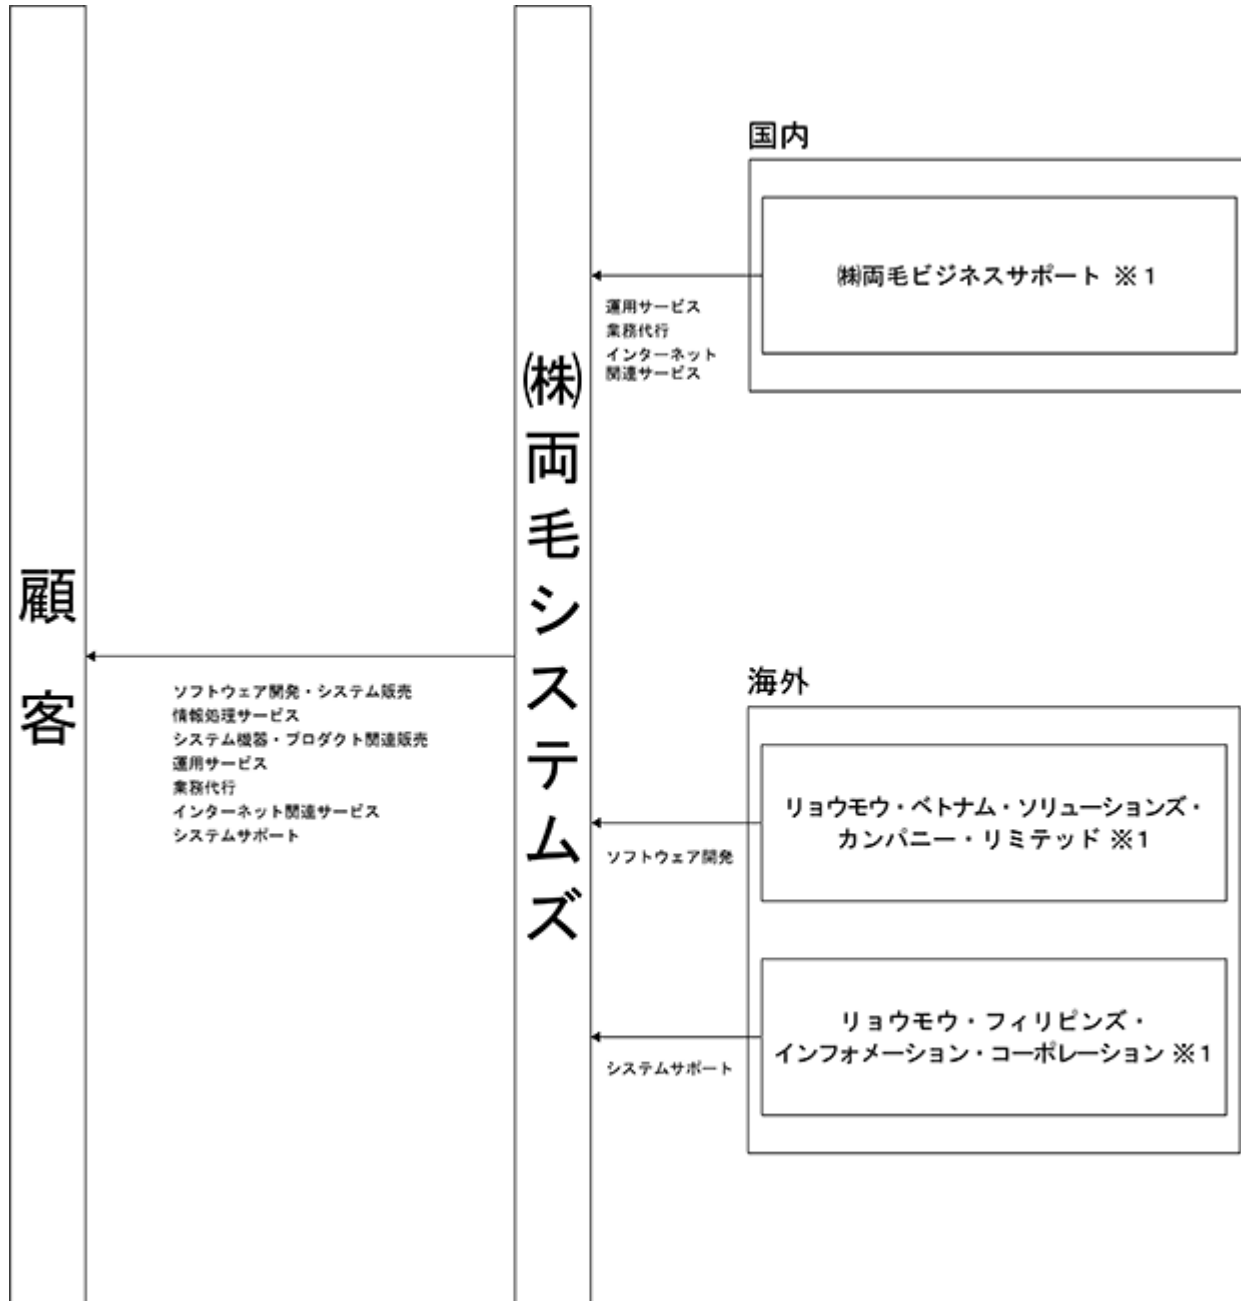 顧客
ソフトウェア開発・システム販売
情報処理サービス
システム機器・プロダクト関連販売
運用サービス
業務代行
インターネット関連サービス
システムサポート
㈱両毛システムズ
国内
㈱両毛ビジネスサポート ※1
運用サービス
業務代行
インターネット
関連サービス
海外
リョウモウ・ベトナム・ソリューションズ・
カンパニー・リミテッド ※1
ソフトウェア開発
リョウモウ・フィリピンズ・
インフォメーション・コーポレーション ※1
システムサポート